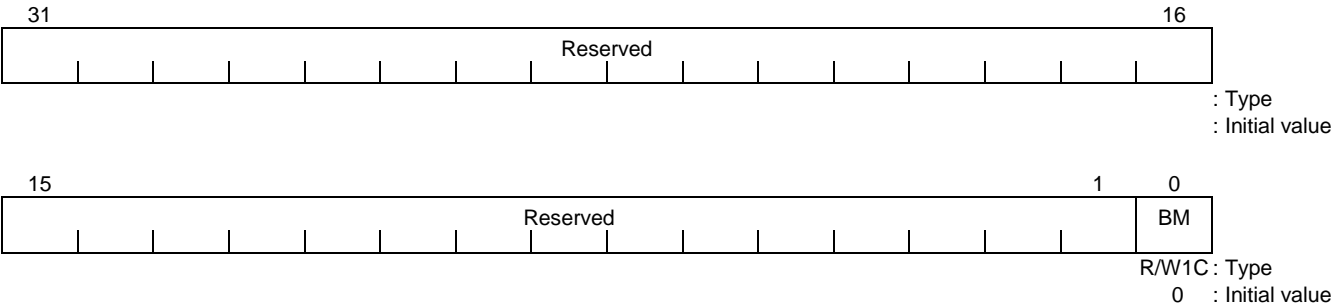 31 16
Reserved
: Type
: Initial value
15 1 0
Reserved BM
R/W1C : Type
0 : Initial value